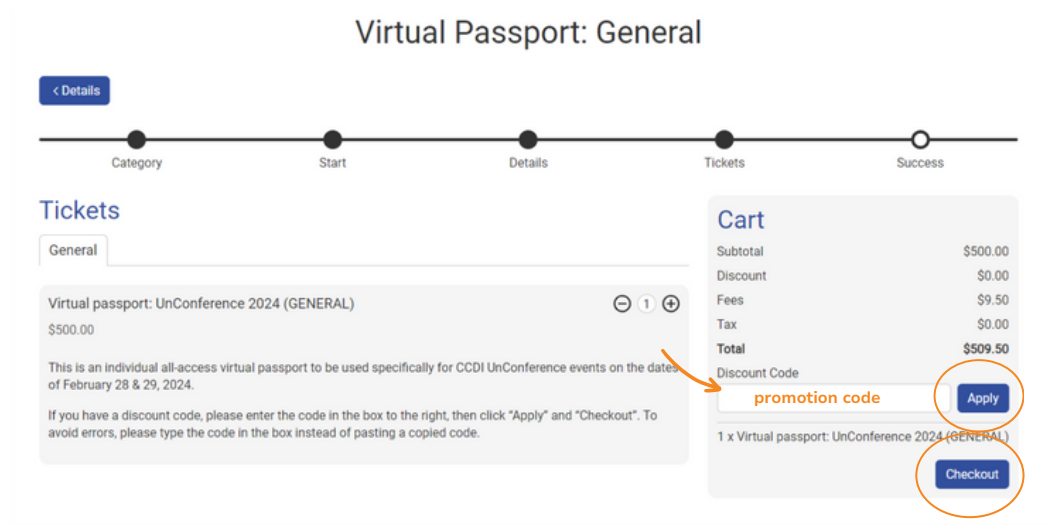 Virtual Passport: General
< Details
Category Start Details Tickets Success
Tickets
General
Virtual passport: UnConference 2024 (GENERAL) 1
$500.00
This is an individual all-access virtual passport to be used specifically for CCDI UnConference events on the dates
of February 28 & 29, 2024.
If you have a discount code, please enter the code in the box to the right, then click "Apply" and "Checkout". To
avoid errors, please type the code in the box instead of pasting a copied code.
Cart
Subtotal $500.00
Discount $0.00
Fees $9.50
Tax $0.00
Total $509.50
Discount Code
promotion code Apply
1 x Virtual passport: UnConference 2024 (GENERAL)
Checkout